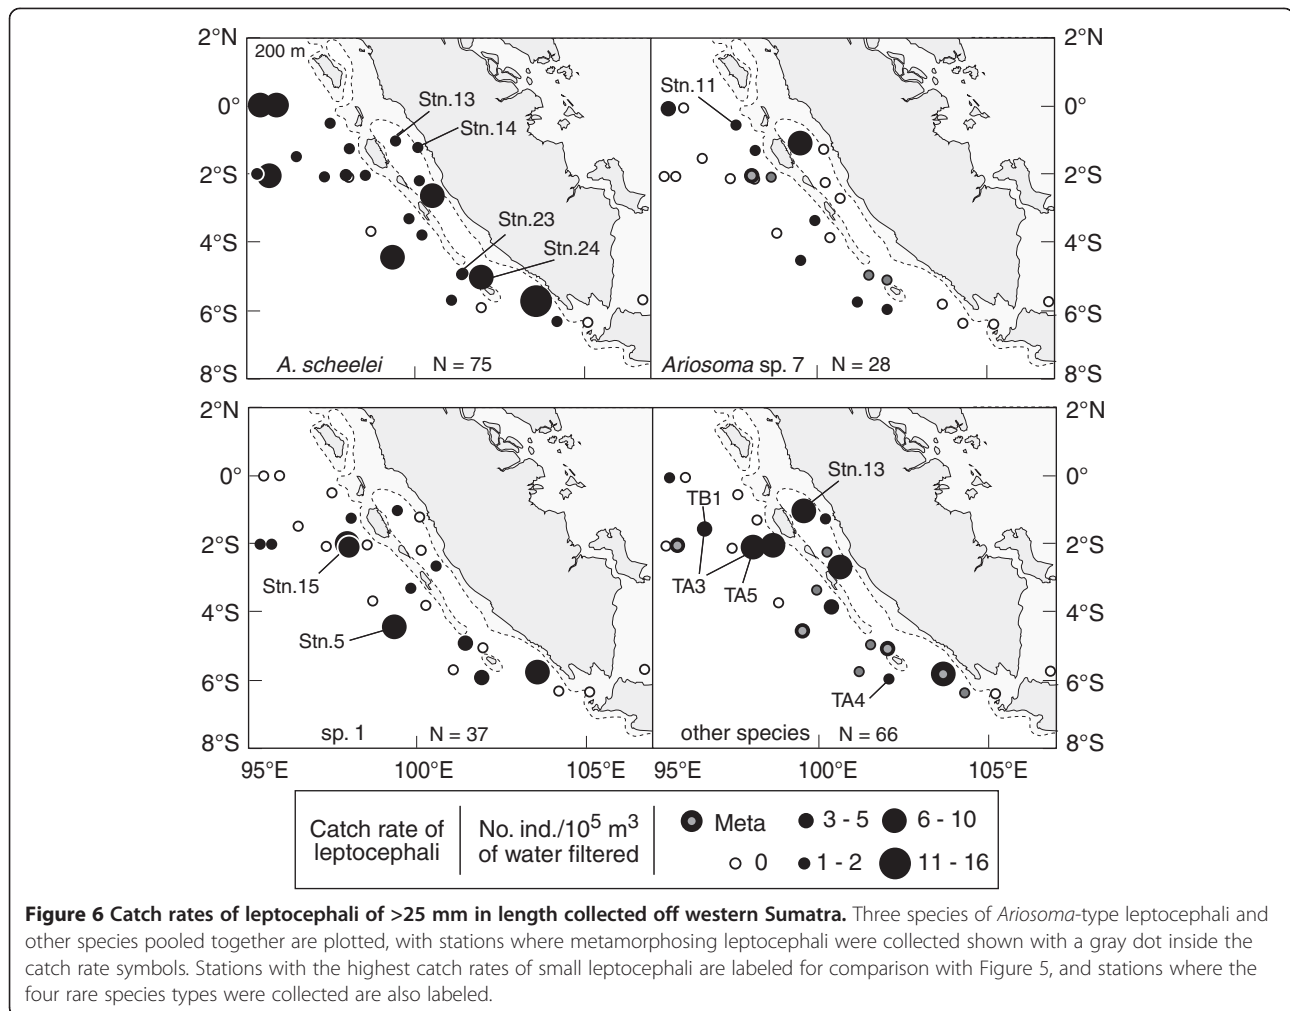 2°N
0°
2°S
4°S
6°S
8°S
200 m
Stn.13
Stn.14
Stn.23
Stn.24
A. scheelei N = 75
Stn.11
Ariosoma sp. 7 N = 28
2°N
0°
2°S
4°S
6°S
8°S
2°N
0°
2°S
4°S
6°S
8°S
Stn.15
Stn.5
sp. 1 N = 37
Stn.13
TB1
TA3
TA5
TA4
other species N = 66
2°N
0°
2°S
4°S
6°S
8°S
95°E 100°E 105°E 95°E 100°E 105°E
Catch rate of
leptocephali
No. ind./10⁵ m³
of water filtered
Meta 3 - 5 6 - 10
0 1 - 2 11 - 16
Figure 6 Catch rates of leptocephali of >25 mm in length collected off western Sumatra. Three species of Ariosoma-type leptocephali and
other species pooled together are plotted, with stations where metamorphosing leptocephali were collected shown with a gray dot inside the
catch rate symbols. Stations with the highest catch rates of small leptocephali are labeled for comparison with Figure 5, and stations where the
four rare species types were collected are also labeled.